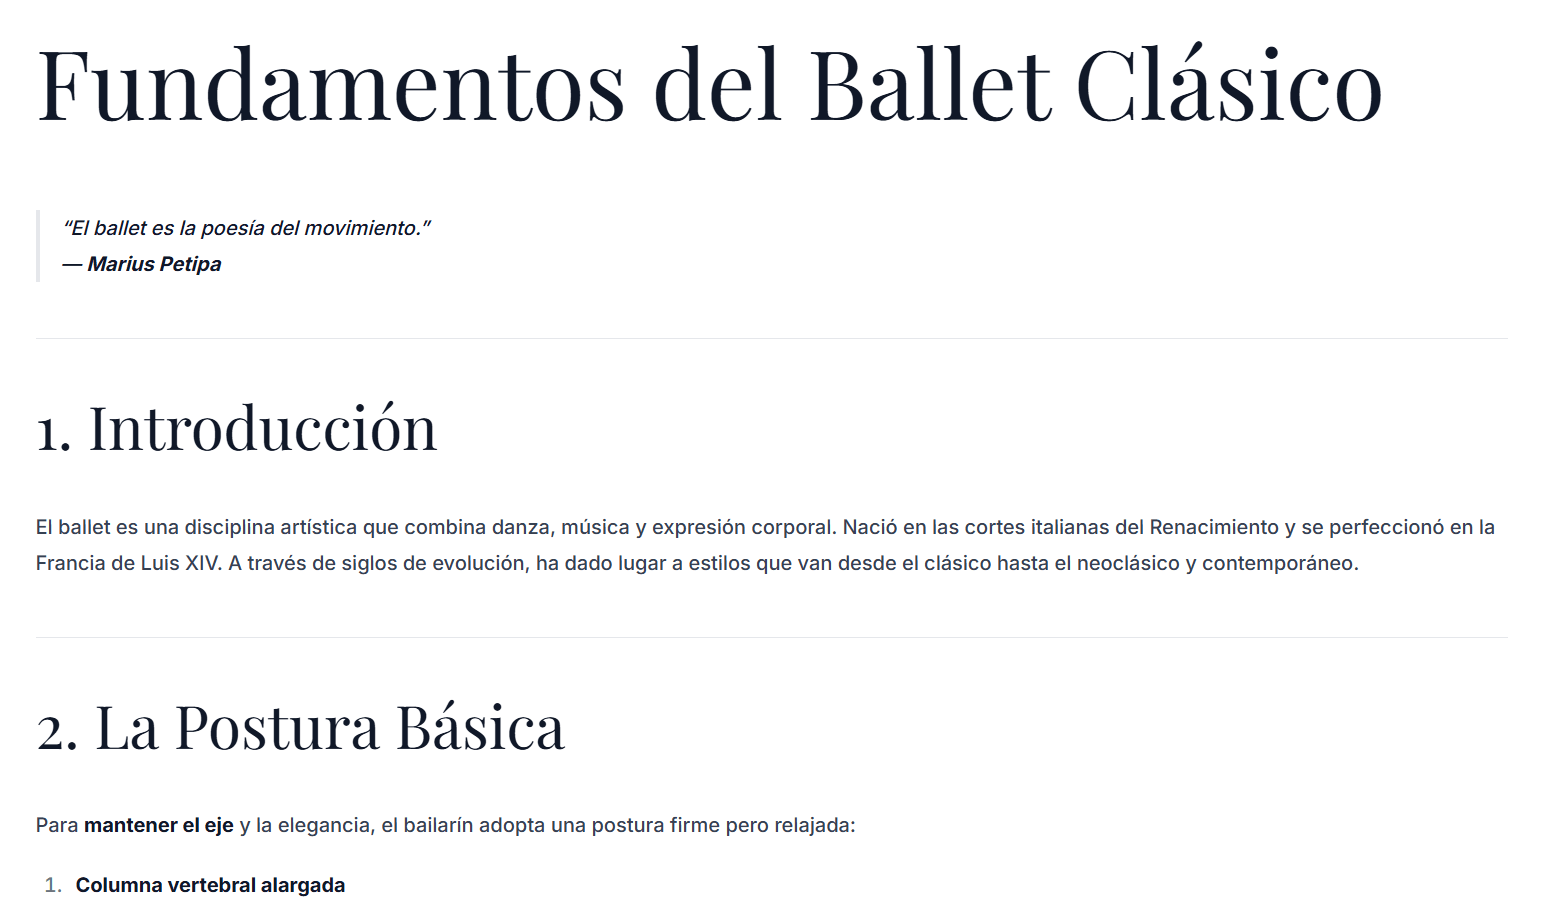 Fundamentos del Ballet Clásico
“El ballet es la poesía del movimiento.”
— Marius Petipa
1. Introducción
El ballet es una disciplina artística que combina danza, música y expresión corporal. Nació en las cortes italianas del Renacimiento y se perfeccionó en la
Francia de Luis XIV. A través de siglos de evolución, ha dado lugar a estilos que van desde el clásico hasta el neoclásico y contemporáneo.
2. La Postura Básica
Para mantener el eje y la elegancia, el bailarín adopta una postura firme pero relajada:
1. Columna vertebral alargada